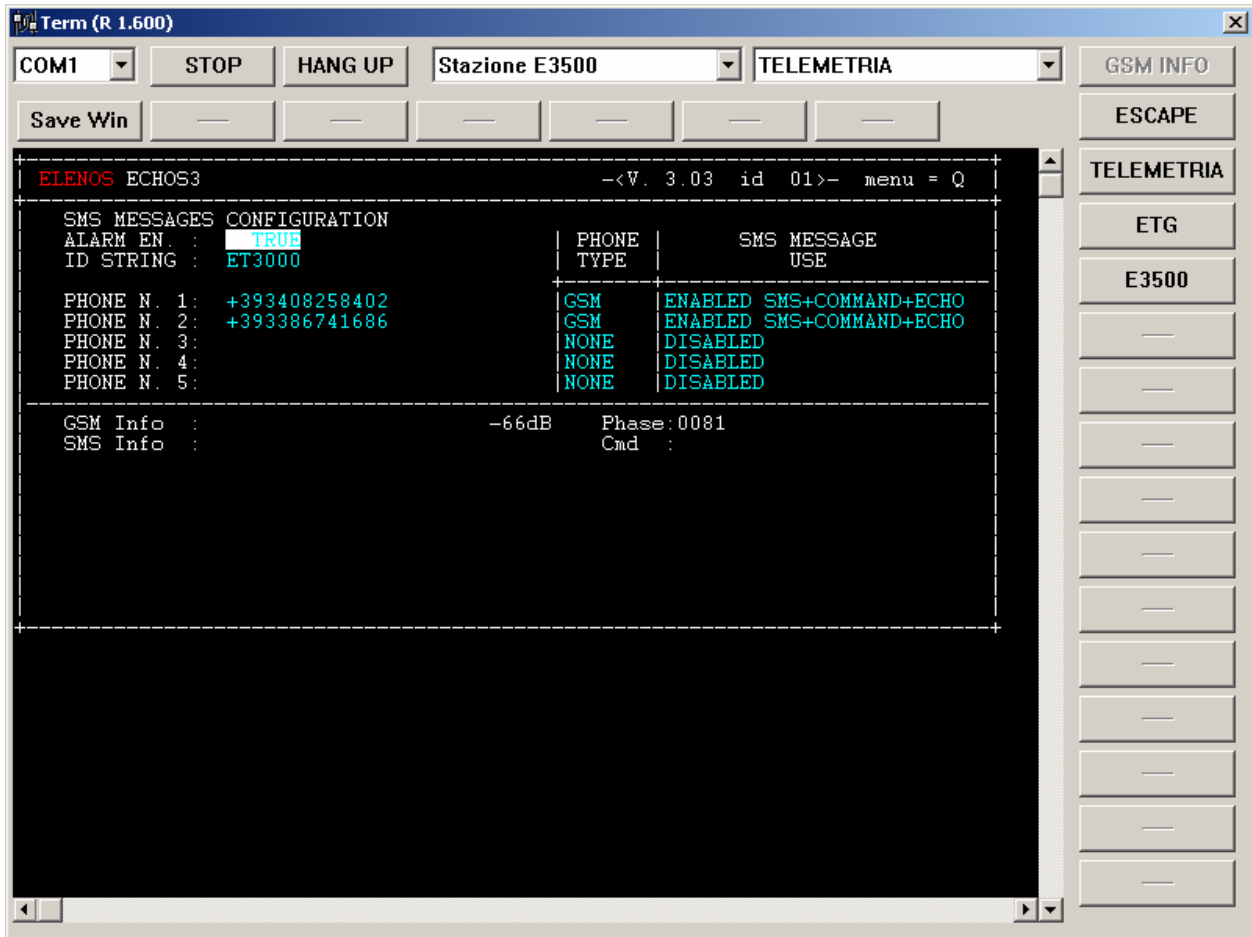 Term (R 1.600)
COM1 STOP HANG UP Stazione E3500 TELEMETRIA GSM INFO
Save Win ESCAPE
ELENOS ECHOS3 -<V. 3.03 id 01>- menu = Q
TELEMETRIA
ETG
E3500
SMS MESSAGES CONFIGURATION
ALARM EN. : TRUE | PHONE | SMS MESSAGE
ID STRING : ET3000 | TYPE | USE
PHONE N. 1: +393408258402 |GSM |ENABLED SMS+COMMAND+ECHO
PHONE N. 2: +393386741686 |GSM |ENABLED SMS+COMMAND+ECHO
PHONE N. 3: |NONE |DISABLED
PHONE N. 4: |NONE |DISABLED
PHONE N. 5: |NONE |DISABLED
GSM Info : -66dB Phase:0081
SMS Info : Cmd :